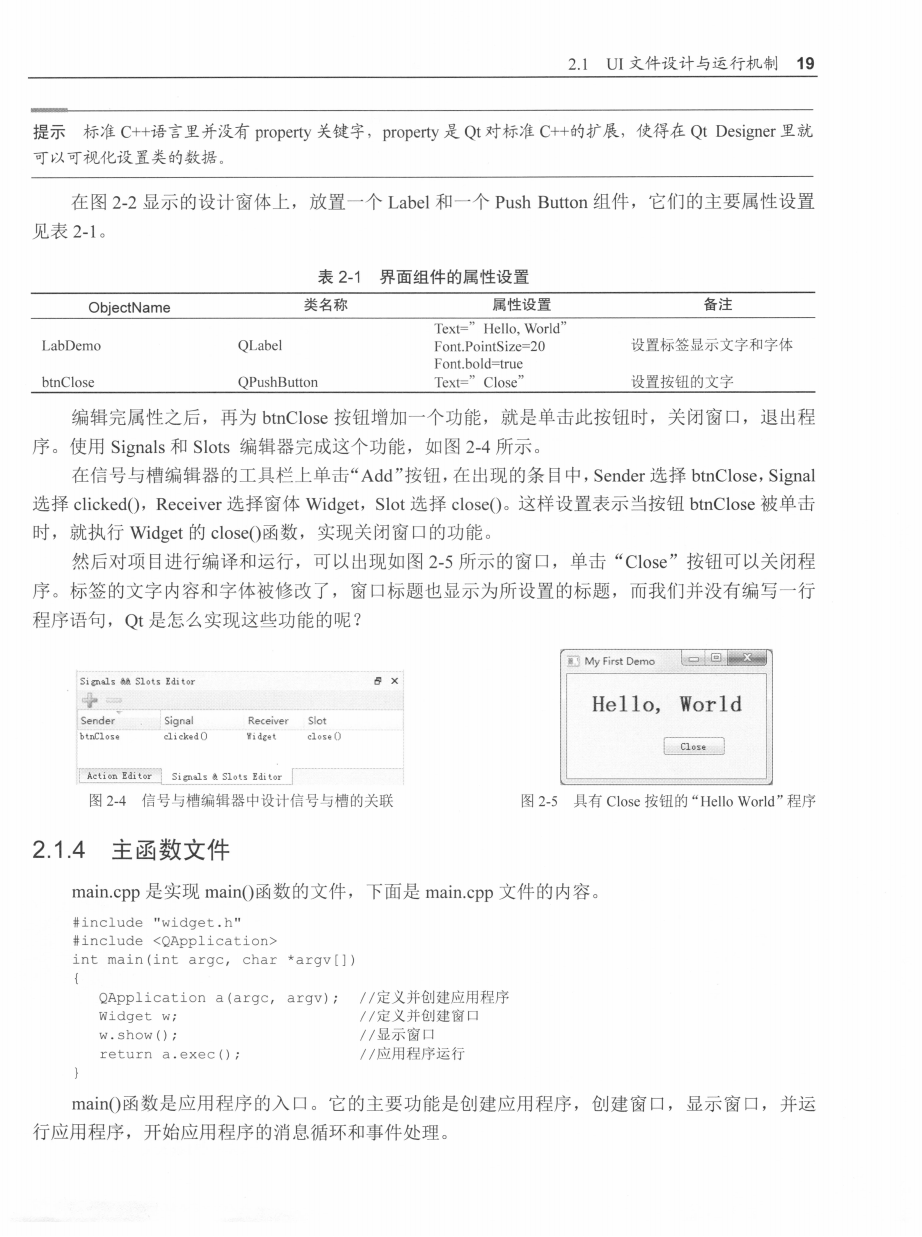 2.1 UI 文件设计与运行机制 19
提示 标准 C++语言里并没有 property 关键字，property 是 Qt 对标准 C++的扩展，使得在 Qt Designer 里就
可以可视化设置类的数据。
在图 2-2 显示的设计窗体上，放置一个 Label 和一个 Push Button 组件，它们的主要属性设置
见表 2-1。
表 2-1 界面组件的属性设置
ObjectName 类名称 属性设置 备注
Text=” Hello, World”
LabDemo QLabel Font.PointSize=20 设置标签显示文字和字体
Font.bold=true
btnClose QPushButton Text=” Close” 设置按钮的文字
编辑完属性之后，再为 btnClose 按钮增加一个功能，就是单击此按钮时，关闭窗口，退出程
序。使用 Signals 和 Slots 编辑器完成这个功能，如图 2-4 所示。
在信号与槽编辑器的工具栏上单击“Add”按钮，在出现的条目中，Sender 选择 btnClose，Signal
选择 clicked()，Receiver 选择窗体 Widget，Slot 选择 close()。这样设置表示当按钮 btnClose 被单击
时，就执行 Widget 的 close()函数，实现关闭窗口的功能。
然后对项目进行编译和运行，可以出现如图 2-5 所示的窗口，单击“Close”按钮可以关闭程
序。标签的文字内容和字体被修改了，窗口标题也显示为所设置的标题，而我们并没有编写一行
程序语句，Qt 是怎么实现这些功能的呢？
Signals && Slots Editor
Sender Signal Receiver Slot
btnClose clicked() Widget close()
Action Editor Signals & Slots Editor
图 2-4 信号与槽编辑器中设计信号与槽的关联
My First Demo
Hello, World
Close
图 2-5 具有 Close 按钮的“Hello World”程序
2.1.4 主函数文件
main.cpp 是实现 main()函数的文件，下面是 main.cpp 文件的内容。
#include "widget.h"
#include <QApplication>
int main(int argc, char *argv[])
{
QApplication a(argc, argv); //定义并创建应用程序
Widget w; //定义并创建窗口
w.show(); //显示窗口
return a.exec(); //应用程序运行
}
main()函数是应用程序的入口。它的主要功能是创建应用程序，创建窗口，显示窗口，并运
行应用程序，开始应用程序的消息循环和事件处理。